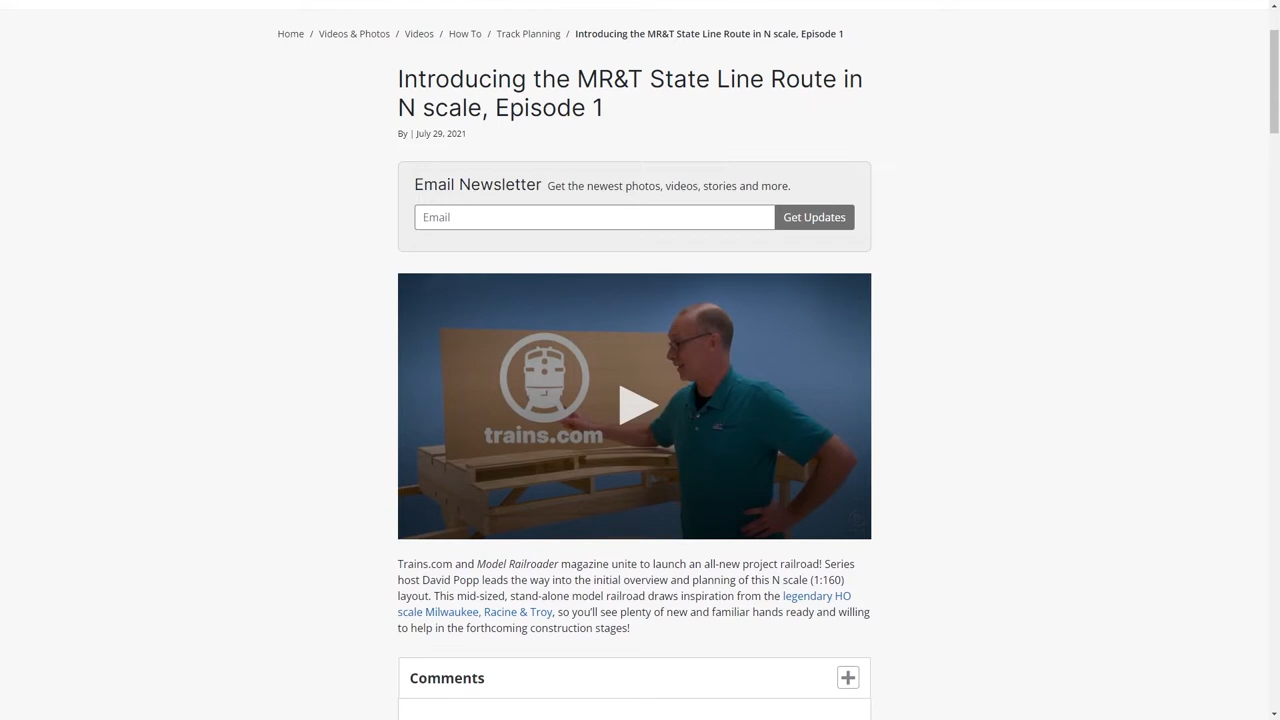 Home / Videos & Photos / Videos / How To / Track Planning / Introducing the MR&T State Line Route in N scale, Episode 1
Introducing the MR&T State Line Route in
N scale, Episode 1
By | July 29, 2021
Email Newsletter Get the newest photos, videos, stories and more.
Email Get Updates
trains.com
Trains.com and Model Railroader magazine unite to launch an all-new project railroad! Series
host David Popp leads the way into the initial overview and planning of this N scale (1:160)
layout. This mid-sized, stand-alone model railroad draws inspiration from the legendary HO
scale Milwaukee, Racine & Troy, so you’ll see plenty of new and familiar hands ready and willing
to help in the forthcoming construction stages!
Comments